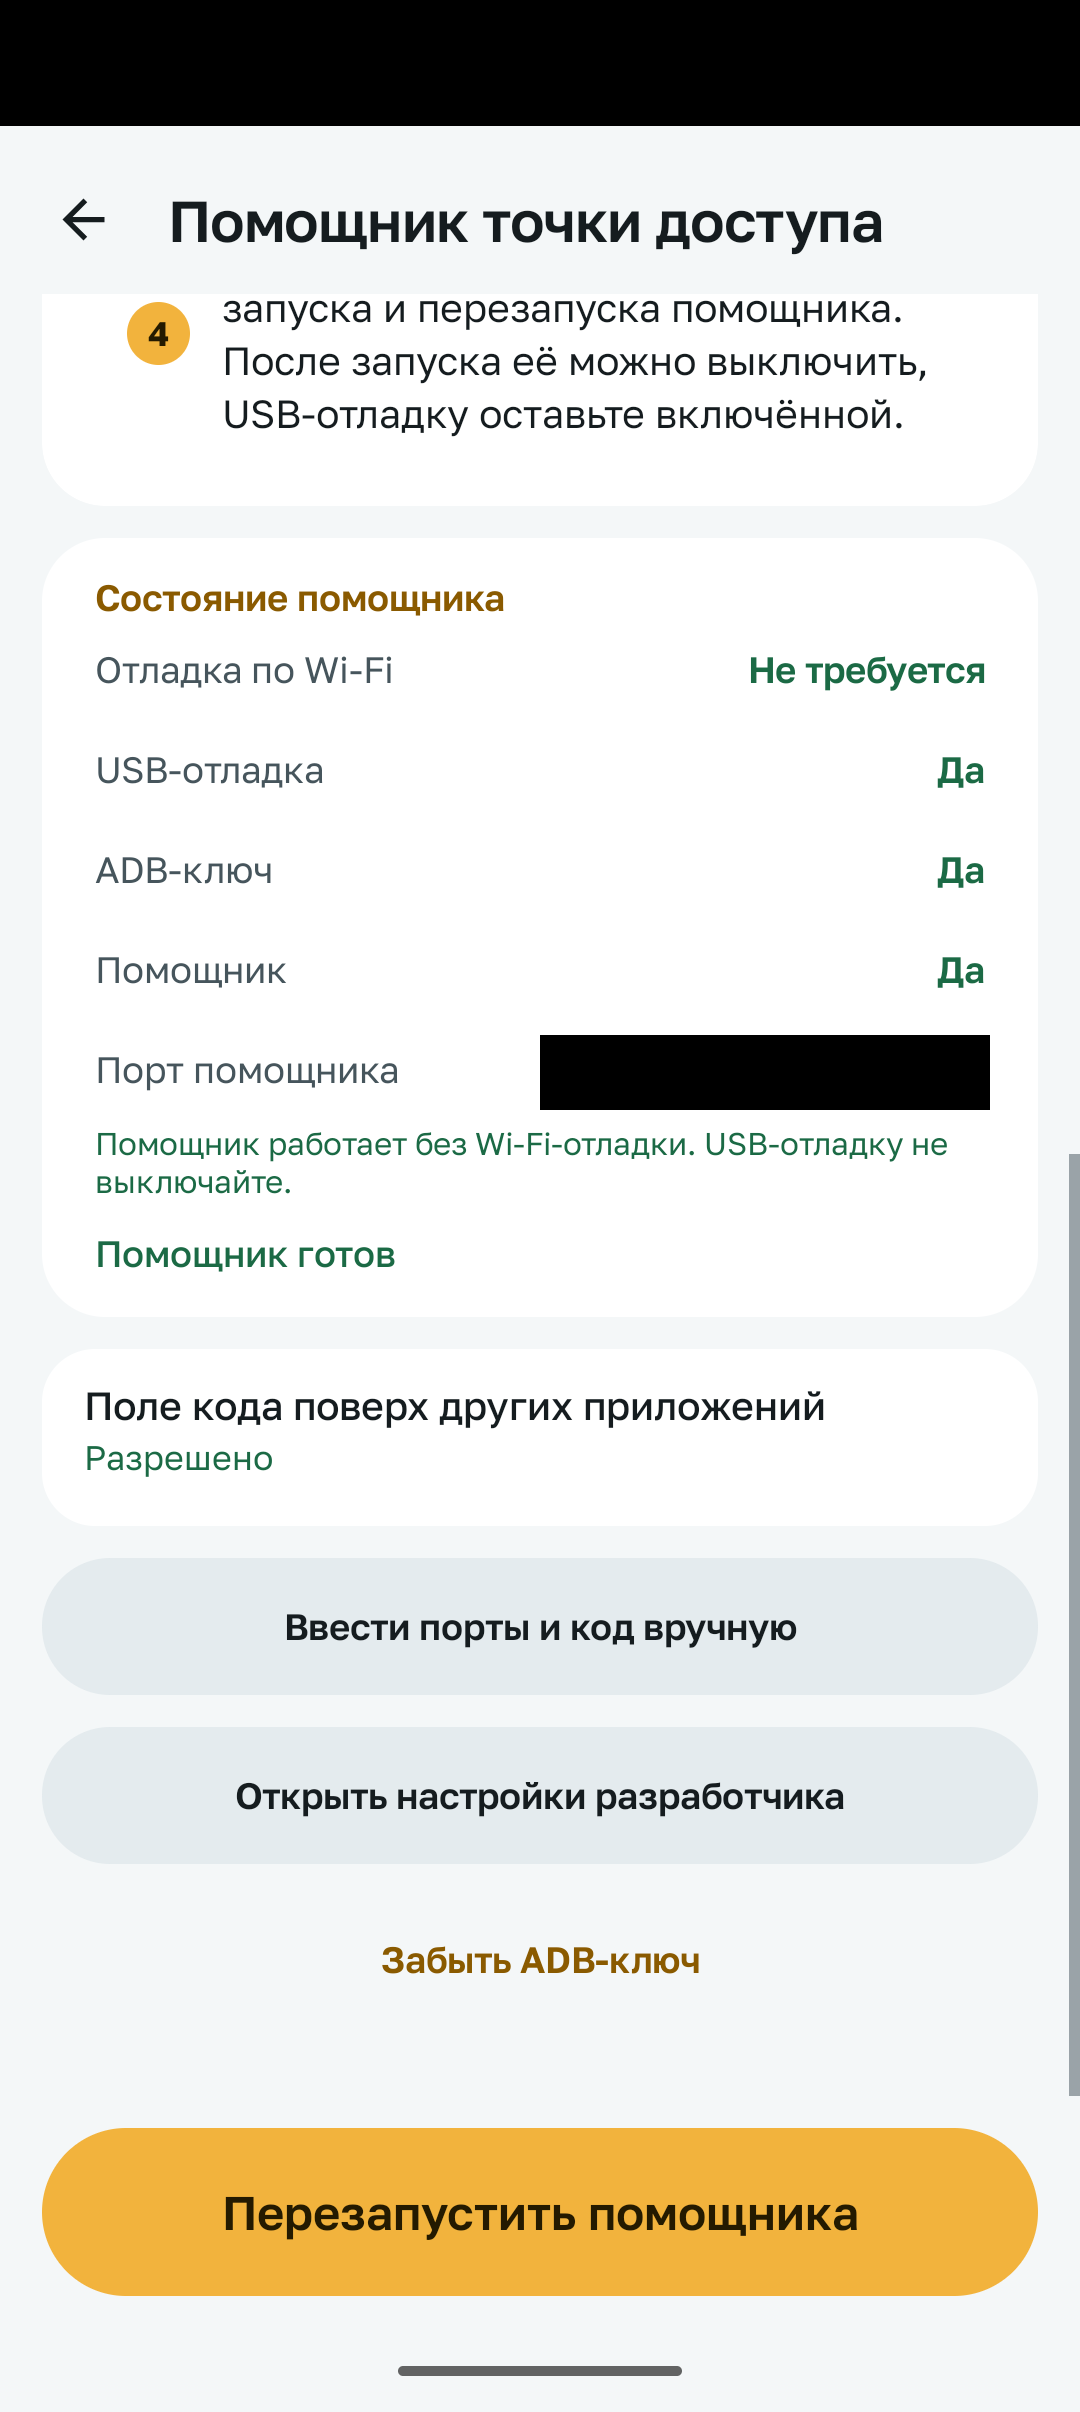 Помощник точки доступа
4
запуска и перезапуска помощника.
После запуска её можно выключить,
USB-отладку оставьте включённой.
Состояние помощника
Отладка по Wi-Fi Не требуется
USB-отладка Да
ADB-ключ Да
Помощник Да
Порт помощника
Помощник работает без Wi-Fi-отладки. USB-отладку не
выключайте.
Помощник готов
Поле кода поверх других приложений
Разрешено
Ввести порты и код вручную
Открыть настройки разработчика
Забыть ADB-ключ
Перезапустить помощника